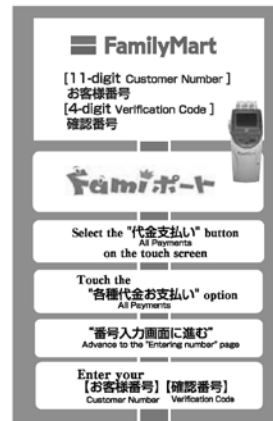 FamilyMart
[11-digit Customer Number ]
お客様番号
[4-digit Verification Code ]
確認番号
Famiポート
Select the "代金支払い" button
All Payments
on the touch screen
Touch the
"各種代金お支払い" option
All Payments
"番号入力画面に進む"
Advance to the "Entering number" page
Enter your
【お客様番号】【確認番号】
Customer Number Verification Code